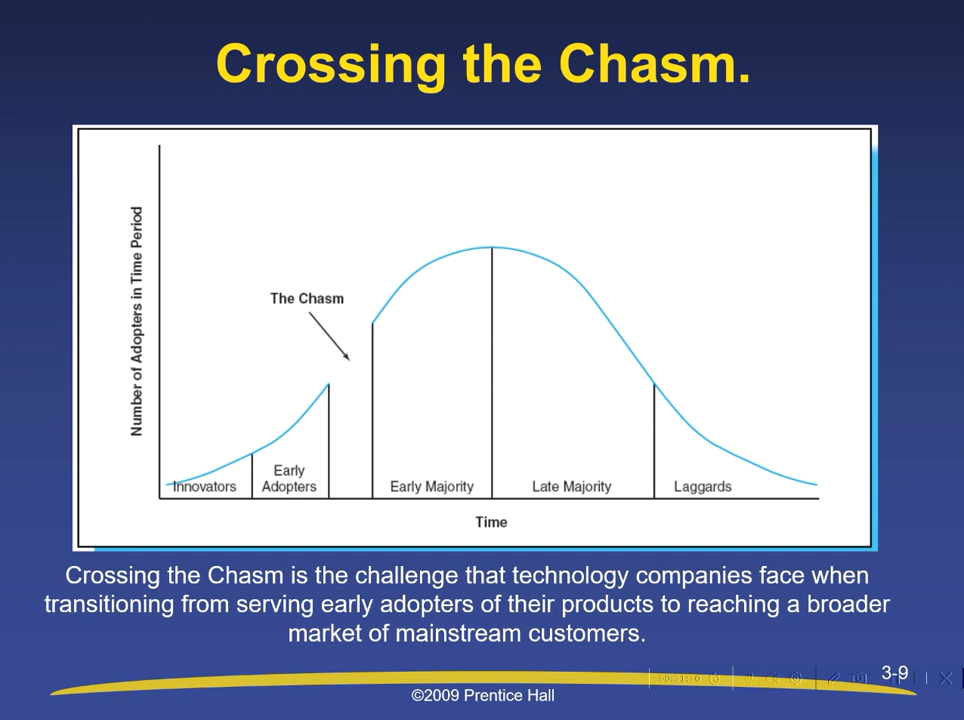 Crossing the Chasm.
Number of Adopters in Time Period
The Chasm
Innovators
Early
Adopters
Early Majority
Late Majority
Laggards
Time
Crossing the Chasm is the challenge that technology companies face when
transitioning from serving early adopters of their products to reaching a broader
market of mainstream customers.
3-9
©2009 Prentice Hall